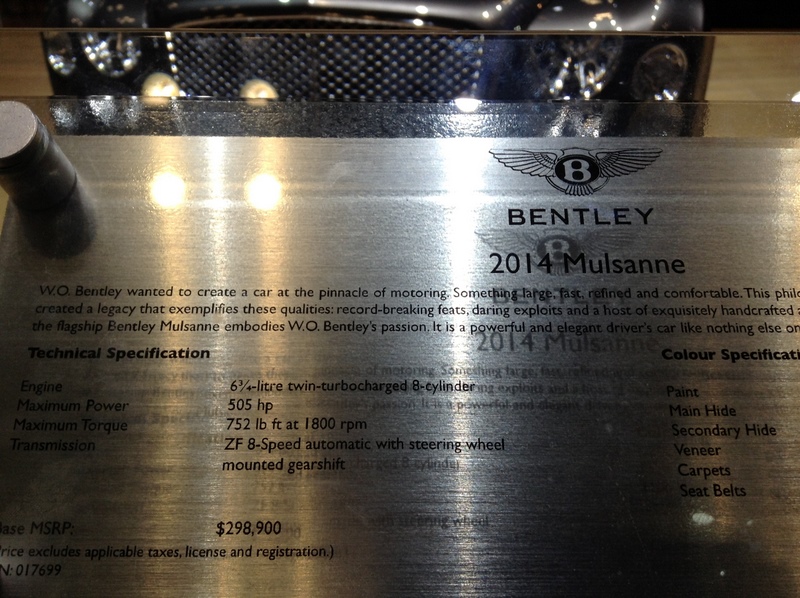 B
BENTLEY
2014 Mulsanne
W.O. Bentley wanted to create a car at the pinnacle of motoring. Something large, fast, refined and comfortable. This
created a legacy that exemplifies these qualities: record-breaking feats, daring exploits and a host of exquisitely handcrafted
the flagship Bentley Mulsanne embodies W.O. Bentley's passion. It is a powerful and elegant driver's car like nothing else on
Technical Specification
Engine 6¾-litre twin-turbocharged 8-cylinder
Maximum Power 505 hp
Maximum Torque 752 lb ft at 1800 rpm
Transmission ZF 8-Speed automatic with steering wheel
mounted gearshift
MSRP: $298,900
excludes applicable taxes, license and registration.)
N: 017699
Colour
Paint
Main Hide
Secondary Hide
Veneer
Carpets
Seat Belts